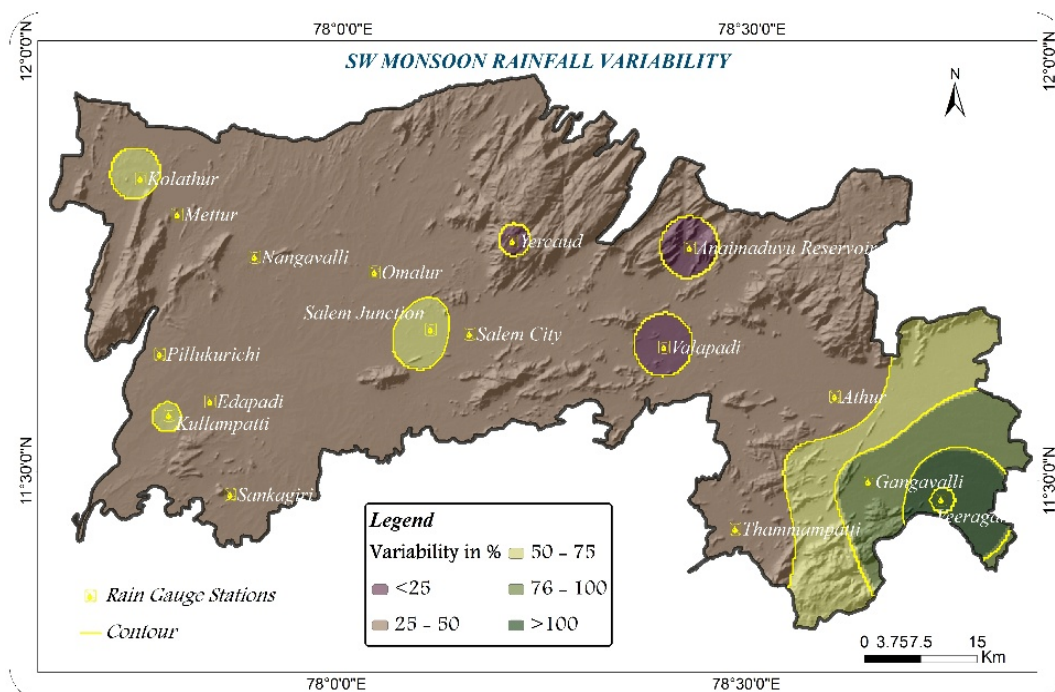 78°0'0"E
78°30'0"E
12°0'0"N
12°0'0"N
SW MONSOON RAINFALL VARIABILITY
N
Kolathur
Mettur
Yercaud
Anaimaduvu Reservoir
Nangavalli
Omalur
Salem Junction
Salem City
Valapadi
Pillukurichi
Edapadi
Kullampatti
Athur
11°30'0"N
11°30'0"N
Sankagiri
Gangavalli
Thammampatti
Legend
Variability in %
<25
25 - 50
50 - 75
76 - 100
>100
Rain Gauge Stations
Contour
0 3.75 7.5 15
Km
78°0'0"E
78°30'0"E